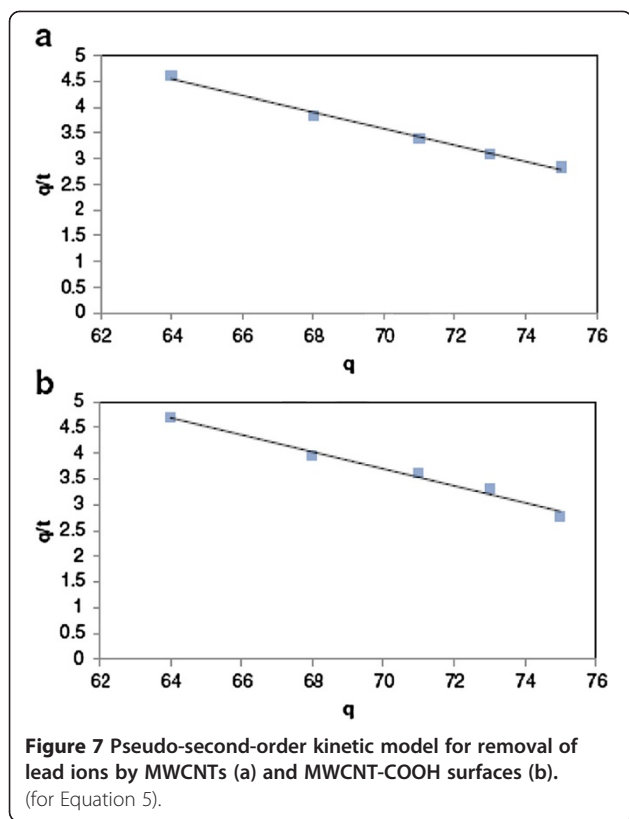 a
5
4.5
4
3.5
3
2.5
2
1.5
1
0.5
0
q/t
62 64 66 68 70 72 74 76
q
b
5
4.5
4
3.5
3
2.5
2
1.5
1
0.5
0
q/t
62 64 66 68 70 72 74 76
q
Figure 7 Pseudo-second-order kinetic model for removal of
lead ions by MWCNTs (a) and MWCNT-COOH surfaces (b).
(for Equation 5).